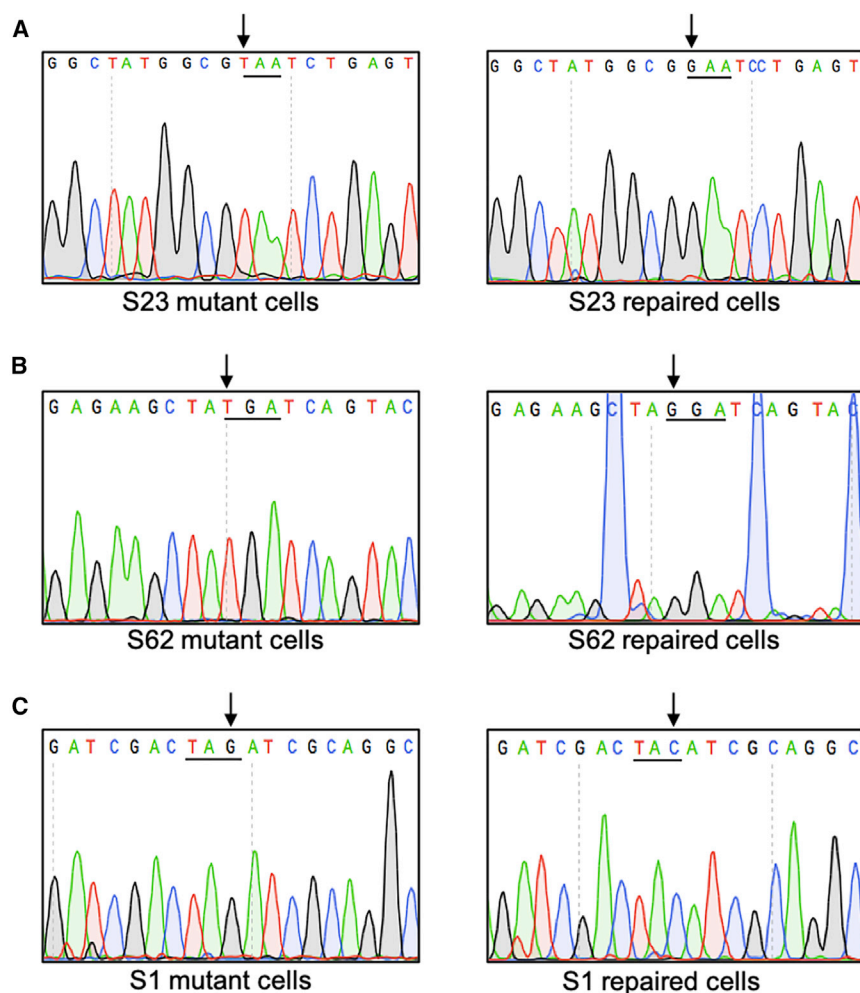 A
G G C T A T G G C G T A A T C T G A G T
G G C T A T G G C G G A A T C C T G A G T
S23 mutant cells
S23 repaired cells
B
G A G A A G C T A T G A T C A G T A C
G A G A A G C T A G G A T C A G T A C
S62 mutant cells
S62 repaired cells
C
G A T C G A C T A G A T C G C A G G C
G A T C G A C T A C A T C G C A G G C
S1 mutant cells
S1 repaired cells